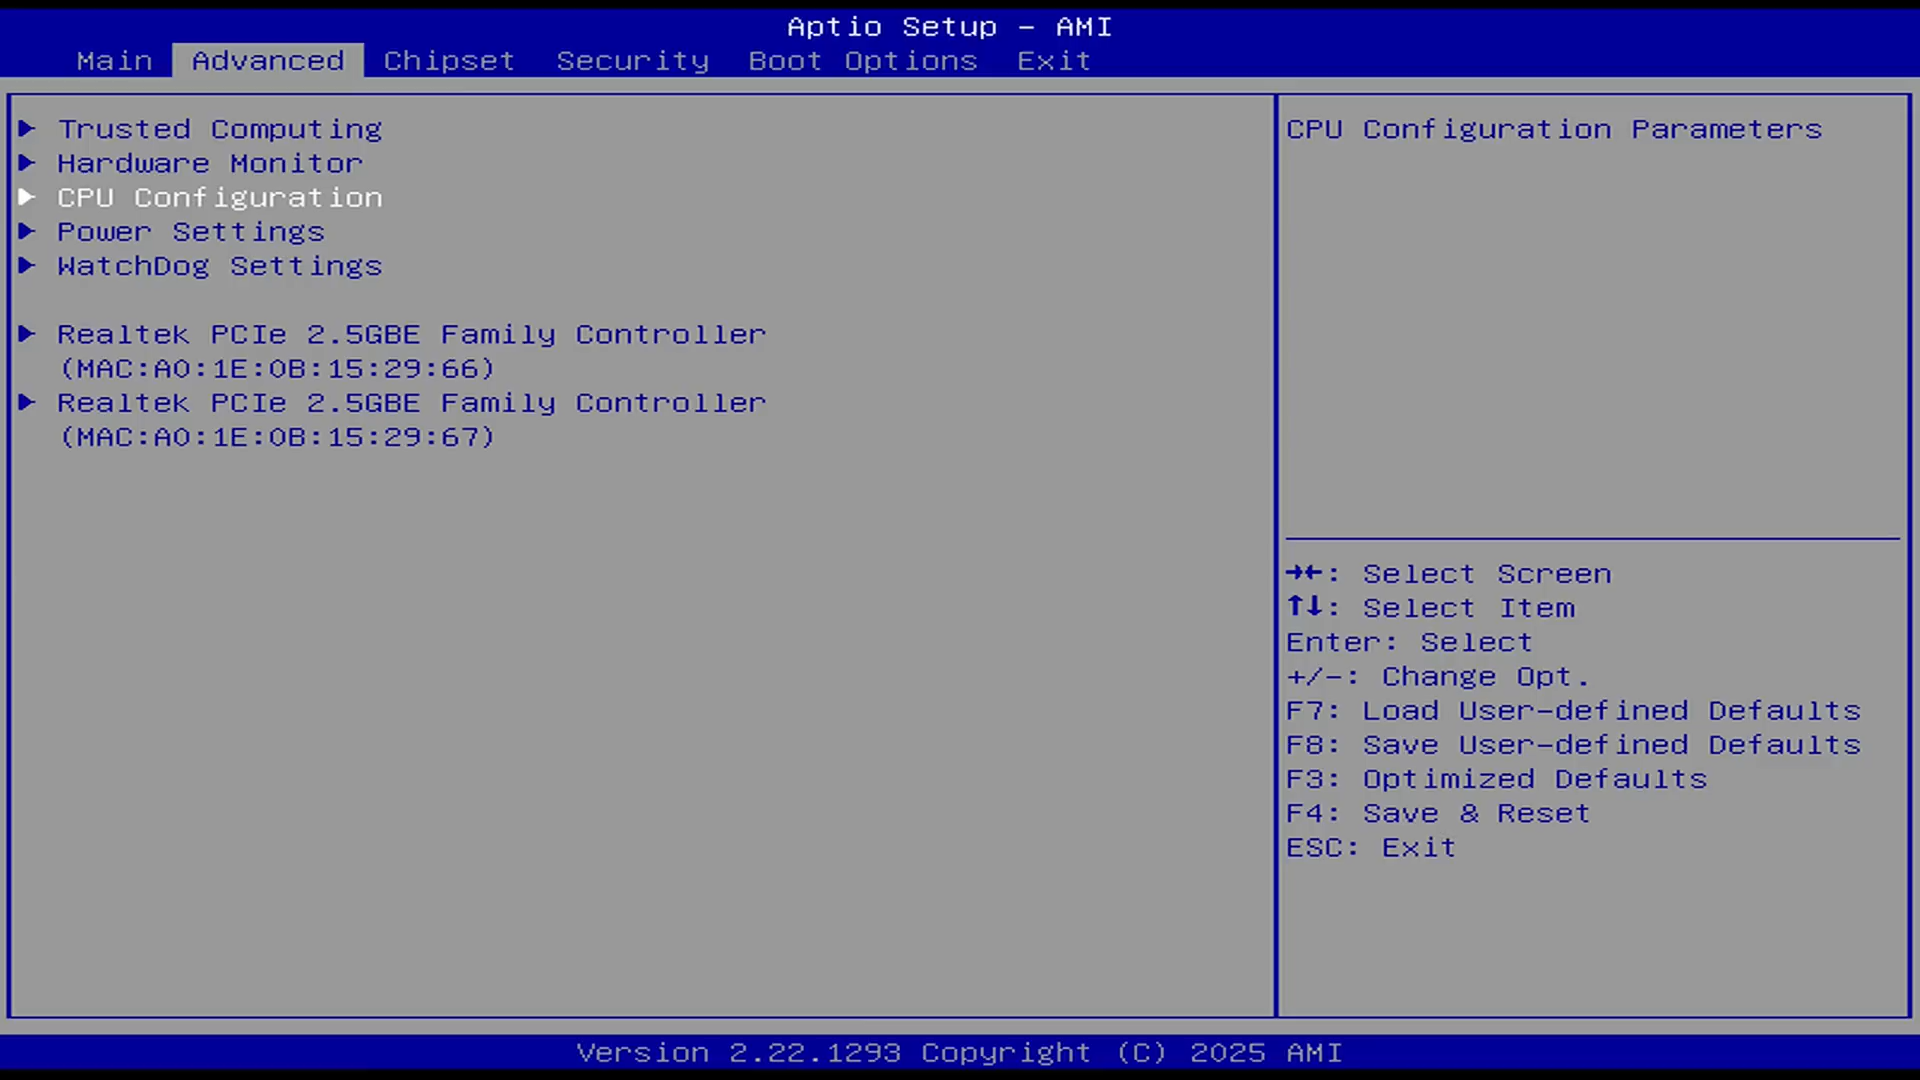 Aptio Setup - AMI
Main Advanced Chipset Security Boot Options Exit
Trusted Computing
Hardware Monitor
CPU Configuration
Power Settings
WatchDog Settings
Realtek PCIe 2.5GBE Family Controller
(MAC:A0:1E:0B:15:29:66)
Realtek PCIe 2.5GBE Family Controller
(MAC:A0:1E:0B:15:29:67)
CPU Configuration Parameters
→←: Select Screen
↑↓: Select Item
Enter: Select
+/-: Change Opt.
F7: Load User-defined Defaults
F8: Save User-defined Defaults
F3: Optimized Defaults
F4: Save & Reset
ESC: Exit
Version 2.22.1293 Copyright (C) 2025 AMI